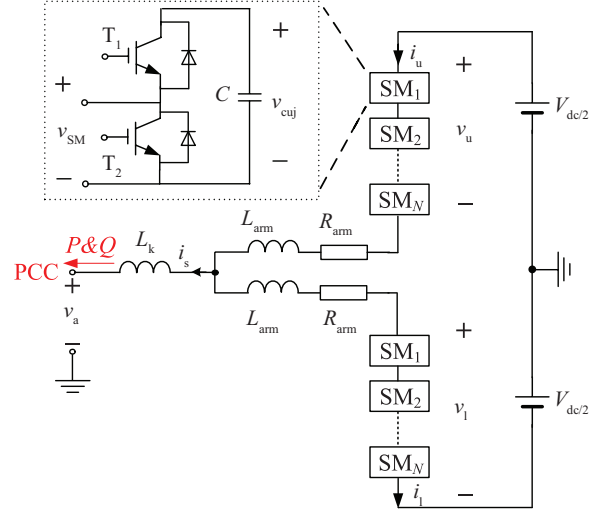 T1
+
C
+
vcuj
vSM
T2
−
−
iu
+
SM1
SM2
vu
SMN
−
Vdc/2
Larm
Rarm
P&Q
Lk
is
PCC
+
va
−
Larm
Rarm
+
SM1
SM2
vl
SMN
il
−
Vdc/2